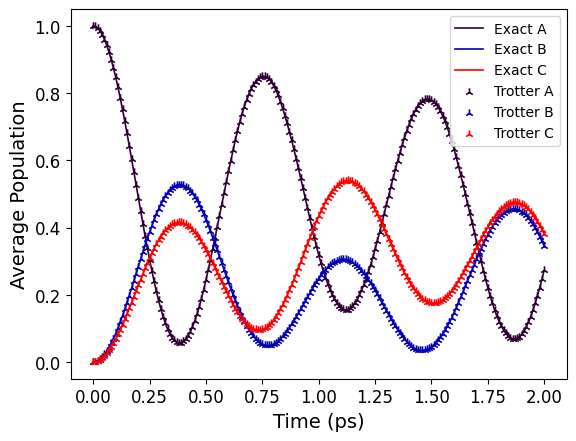 Average Population
1.0
0.8
0.6
0.4
0.2
0.0
Exact A
Exact B
Exact C
Trotter A
Trotter B
Trotter C
0.00 0.25 0.50 0.75 1.00 1.25 1.50 1.75 2.00
Time (ps)